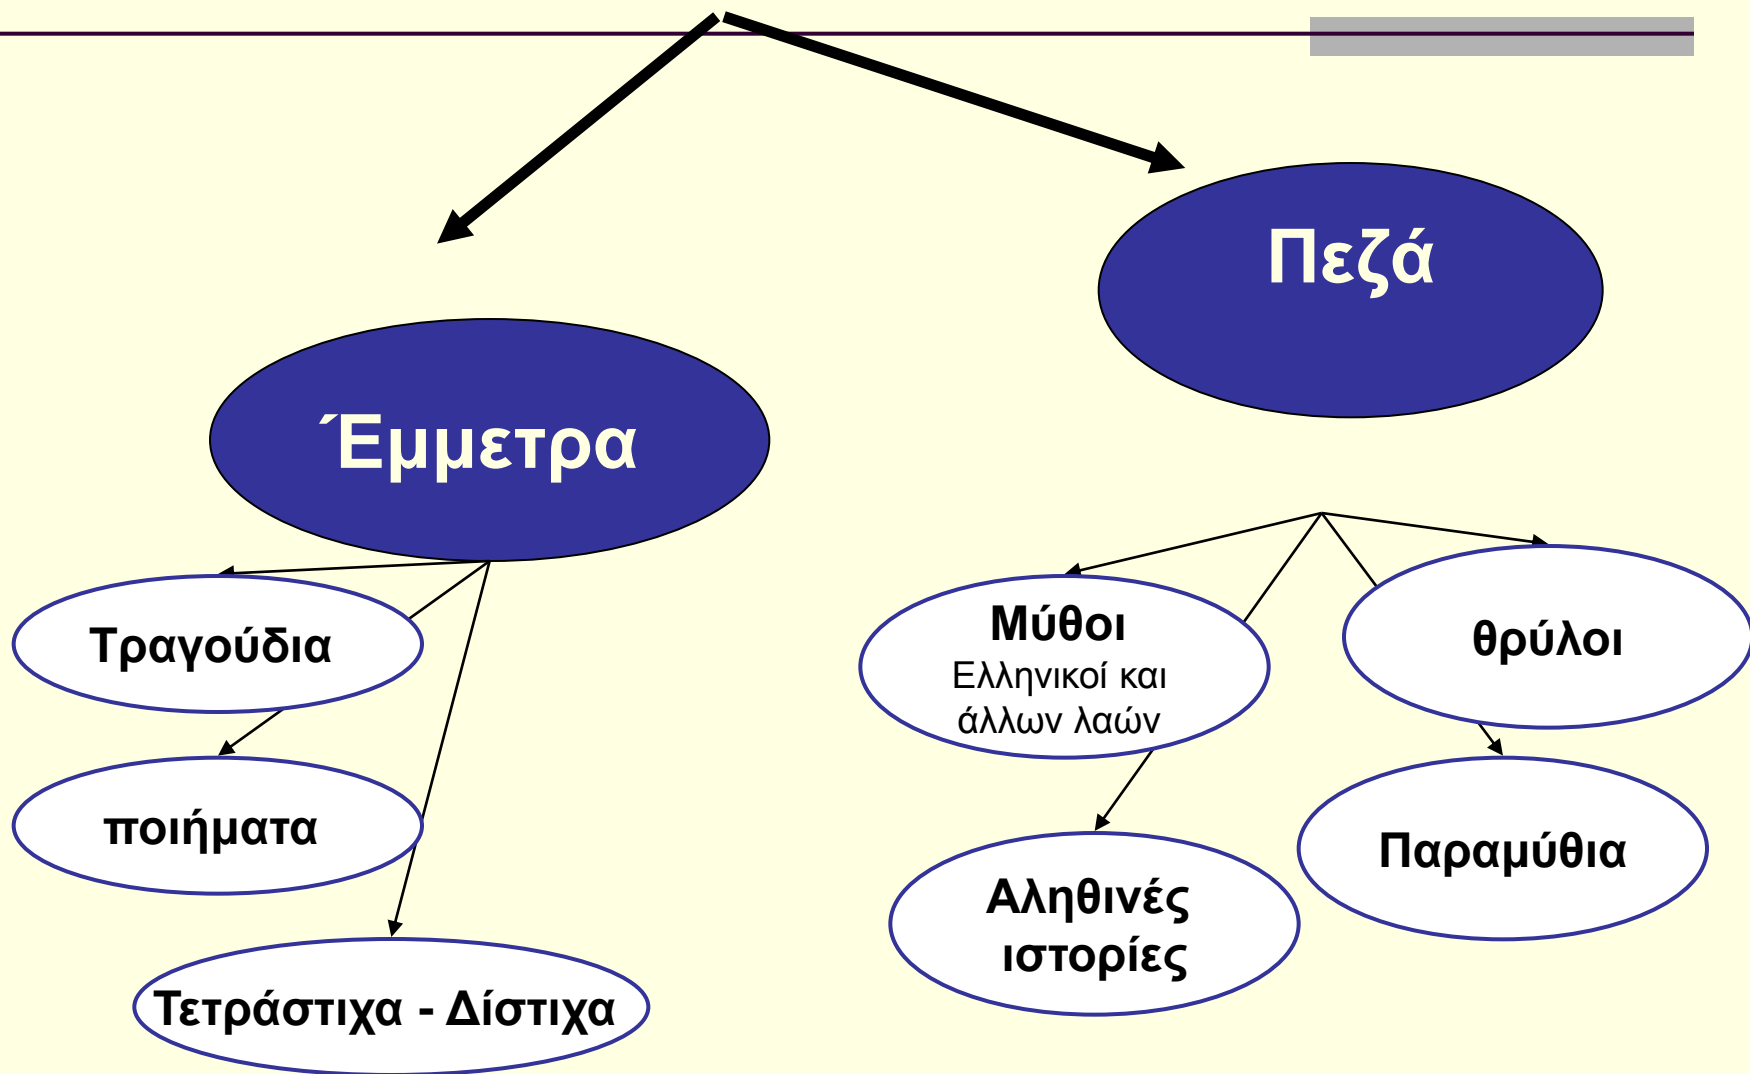 Πεζά
Έμμετρα
Τραγούδια
ποιήματα
Τετράστιχα - Δίστιχα
Μύθοι
Ελληνικοί και
άλλων λαών
θρύλοι
Αληθινές
ιστορίες
Παραμύθια